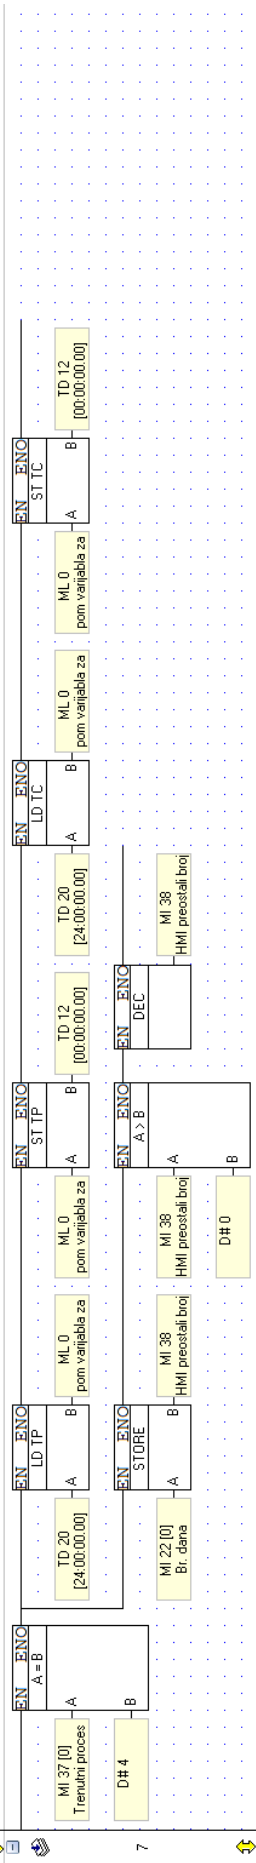 7
EN ENO
A = B
MI 37 [0]
Trenutni proces
A
D# 4
B
EN ENO
LD TP
TD 20
[24:00:00.00]
A
B
ML 0
pom varijabla za
EN ENO
ST TP
ML 0
pom varijabla za
A
B
TD 12
[00:00:00.00]
EN ENO
LD TC
TD 20
[24:00:00.00]
A
B
ML 0
pom varijabla za
EN ENO
ST TC
ML 0
pom varijabla za
A
B
TD 12
[00:00:00.00]
EN ENO
STORE
MI 22 [0]
Br. dana
A
B
MI 38
HMI preostali broj
EN ENO
A > B
MI 38
HMI preostali broj
A
D# 0
B
EN ENO
DEC
MI 38
HMI preostali broj